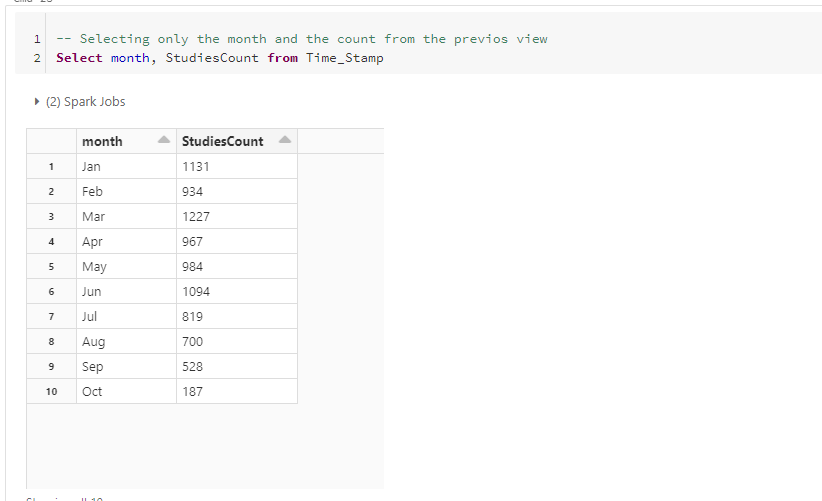 1 -- Selecting only the month and the count from the previos view
2 Select month, StudiesCount from Time_Stamp
(2) Spark Jobs
month StudiesCount
1 Jan 1131
2 Feb 934
3 Mar 1227
4 Apr 967
5 May 984
6 Jun 1094
7 Jul 819
8 Aug 700
9 Sep 528
10 Oct 187